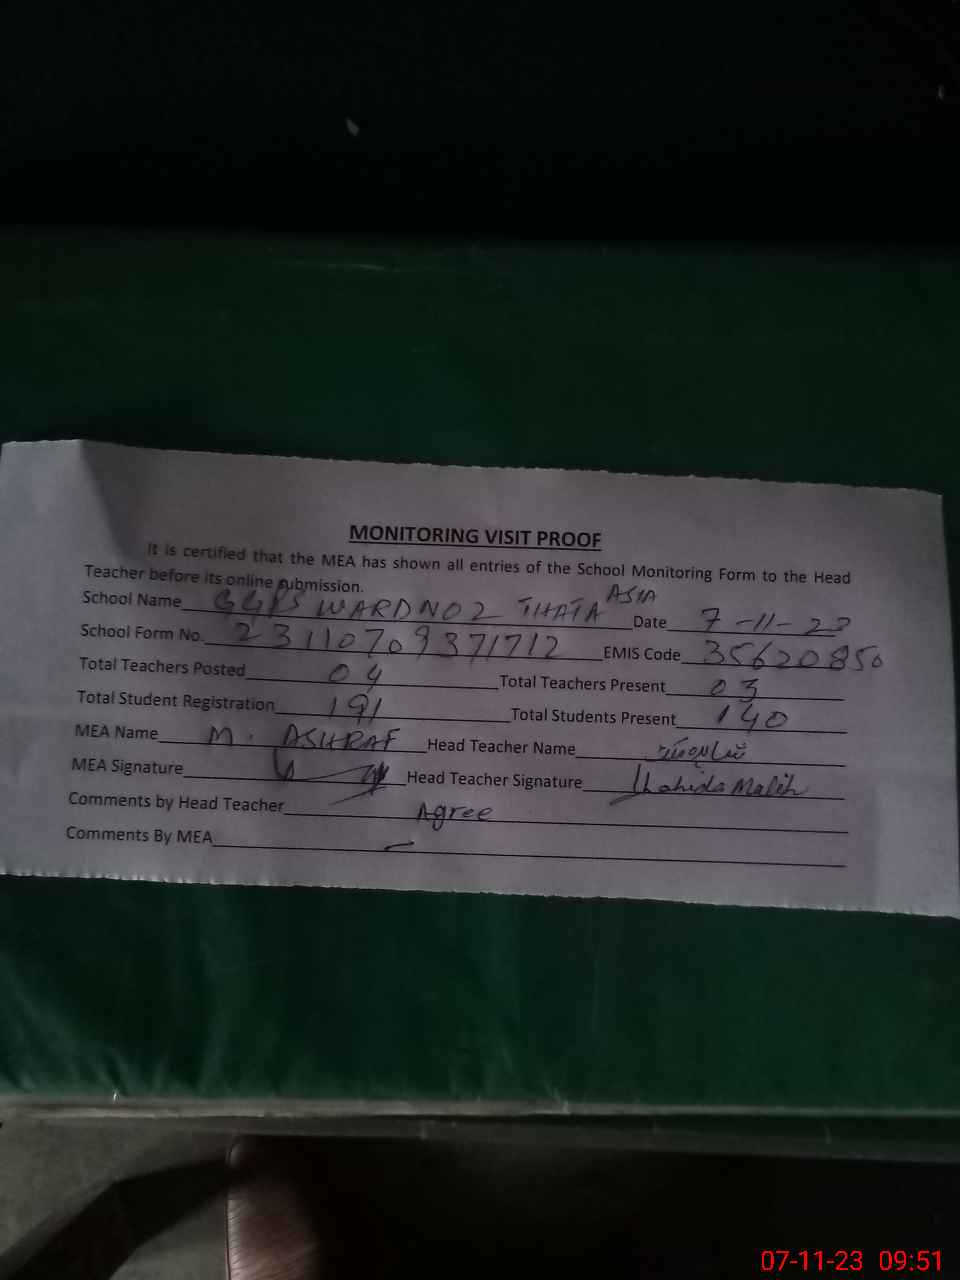 MONITORING VISIT PROOF
It is certified that the MEA has shown all entries of the School Monitoring Form to the Head
Teacher before its online submission.
School Name WARD NO 2 THATA ASIA Date 7-11-23
School Form No. 23110709371712 EMIS Code 35620850
Total Teachers Posted 04 Total Teachers Present 03
Total Student Registration 191 Total Students Present 140
MEA Name M. ASHRAF Head Teacher Name
MEA Signature Head Teacher Signature Malik
Comments by Head Teacher Agree
Comments By MEA —
07-11-23 09:51